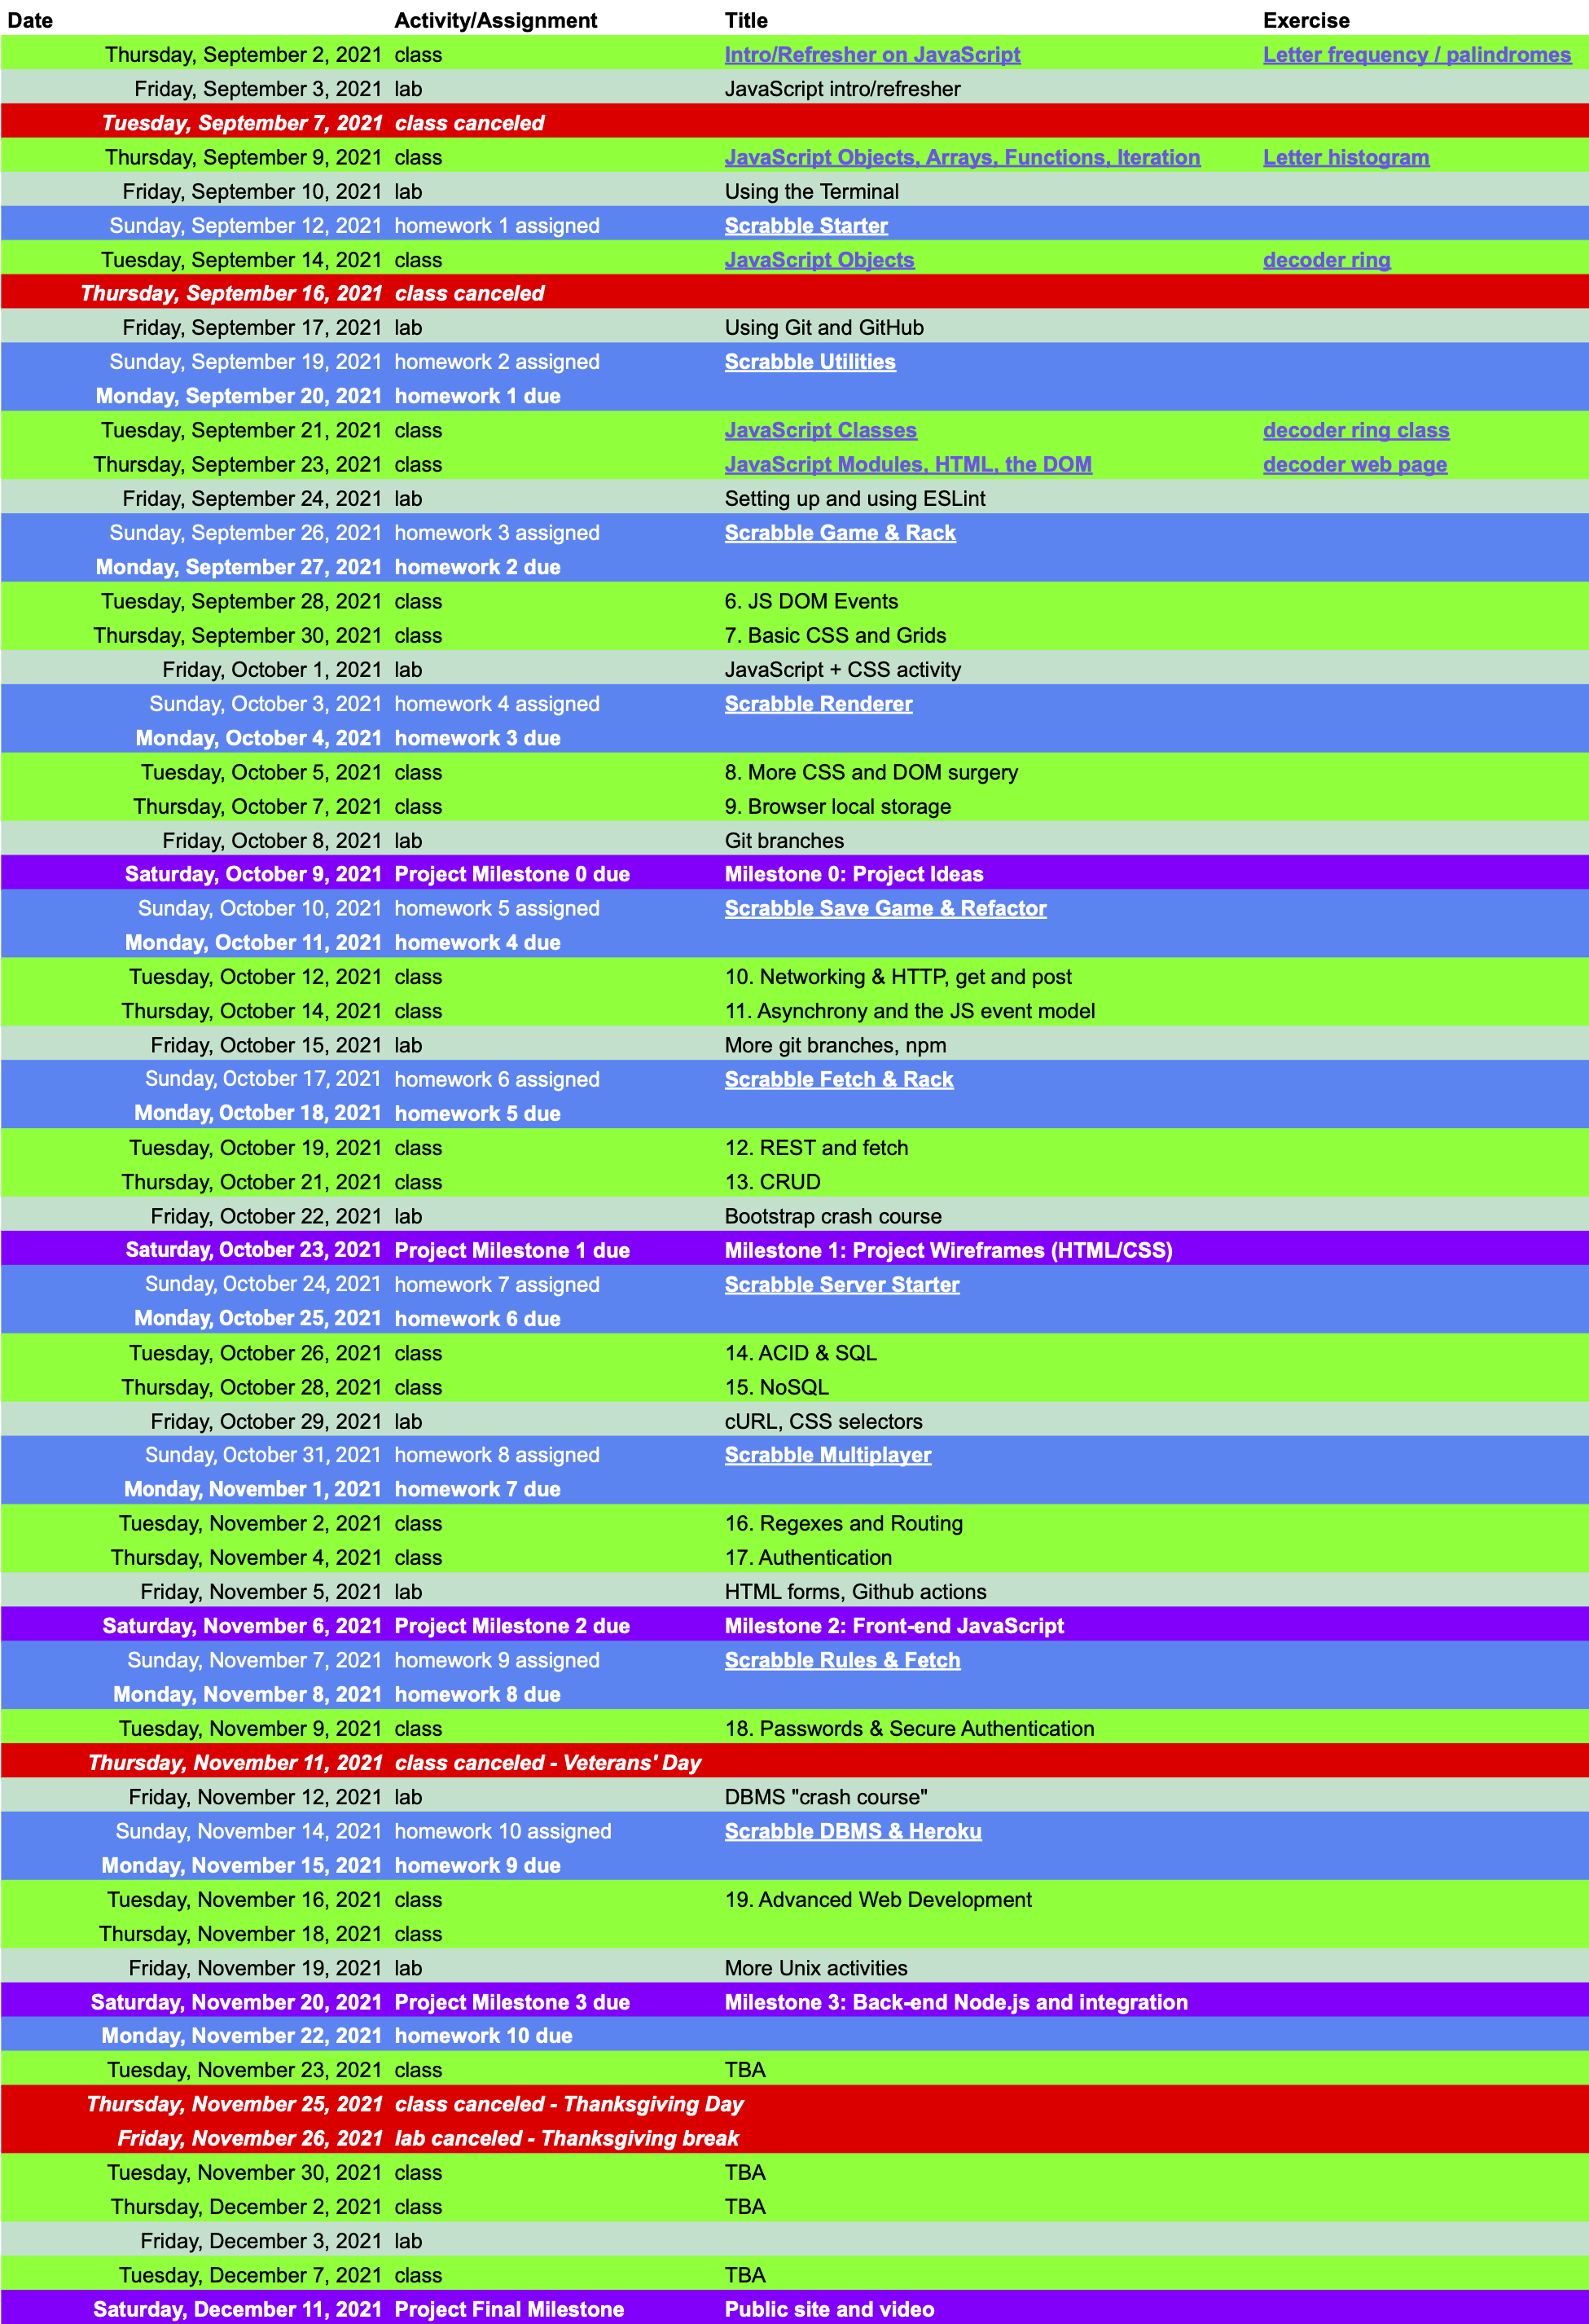 Date Activity/Assignment Title Exercise
Thursday, September 2, 2021 class Intro/Refresher on JavaScript Letter frequency / palindromes
Friday, September 3, 2021 lab JavaScript intro/refresher
Tuesday, September 7, 2021 class canceled
Thursday, September 9, 2021 class JavaScript Objects, Arrays, Functions, Iteration Letter histogram
Friday, September 10, 2021 lab Using the Terminal
Sunday, September 12, 2021 homework 1 assigned Scrabble Starter
Tuesday, September 14, 2021 class JavaScript Objects decoder ring
Thursday, September 16, 2021 class canceled
Friday, September 17, 2021 lab Using Git and GitHub
Sunday, September 19, 2021 homework 2 assigned Scrabble Utilities
Monday, September 20, 2021 homework 1 due
Tuesday, September 21, 2021 class JavaScript Classes decoder ring class
Thursday, September 23, 2021 class JavaScript Modules, HTML, the DOM decoder web page
Friday, September 24, 2021 lab Setting up and using ESLint
Sunday, September 26, 2021 homework 3 assigned Scrabble Game & Rack
Monday, September 27, 2021 homework 2 due
Tuesday, September 28, 2021 class 6. JS DOM Events
Thursday, September 30, 2021 class 7. Basic CSS and Grids
Friday, October 1, 2021 lab JavaScript + CSS activity
Sunday, October 3, 2021 homework 4 assigned Scrabble Renderer
Monday, October 4, 2021 homework 3 due
Tuesday, October 5, 2021 class 8. More CSS and DOM surgery
Thursday, October 7, 2021 class 9. Browser local storage
Friday, October 8, 2021 lab Git branches
Saturday, October 9, 2021 Project Milestone 0 due Milestone 0: Project Ideas
Sunday, October 10, 2021 homework 5 assigned Scrabble Save Game & Refactor
Monday, October 11, 2021 homework 4 due
Tuesday, October 12, 2021 class 10. Networking & HTTP, get and post
Thursday, October 14, 2021 class 11. Asynchrony and the JS event model
Friday, October 15, 2021 lab More git branches, npm
Sunday, October 17, 2021 homework 6 assigned Scrabble Fetch & Rack
Monday, October 18, 2021 homework 5 due
Tuesday, October 19, 2021 class 12. REST and fetch
Thursday, October 21, 2021 class 13. CRUD
Friday, October 22, 2021 lab Bootstrap crash course
Saturday, October 23, 2021 Project Milestone 1 due Milestone 1: Project Wireframes (HTML/CSS)
Sunday, October 24, 2021 homework 7 assigned Scrabble Server Starter
Monday, October 25, 2021 homework 6 due
Tuesday, October 26, 2021 class 14. ACID & SQL
Thursday, October 28, 2021 class 15. NoSQL
Friday, October 29, 2021 lab cURL, CSS selectors
Sunday, October 31, 2021 homework 8 assigned Scrabble Multiplayer
Monday, November 1, 2021 homework 7 due
Tuesday, November 2, 2021 class 16. Regexes and Routing
Thursday, November 4, 2021 class 17. Authentication
Friday, November 5, 2021 lab HTML forms, Github actions
Saturday, November 6, 2021 Project Milestone 2 due Milestone 2: Front-end JavaScript
Sunday, November 7, 2021 homework 9 assigned Scrabble Rules & Fetch
Monday, November 8, 2021 homework 8 due
Tuesday, November 9, 2021 class 18. Passwords & Secure Authentication
Thursday, November 11, 2021 class canceled - Veterans' Day
Friday, November 12, 2021 lab DBMS "crash course"
Sunday, November 14, 2021 homework 10 assigned Scrabble DBMS & Heroku
Monday, November 15, 2021 homework 9 due
Tuesday, November 16, 2021 class 19. Advanced Web Development
Thursday, November 18, 2021 class
Friday, November 19, 2021 lab More Unix activities
Saturday, November 20, 2021 Project Milestone 3 due Milestone 3: Back-end Node.js and integration
Monday, November 22, 2021 homework 10 due
Tuesday, November 23, 2021 class TBA
Thursday, November 25, 2021 class canceled - Thanksgiving Day
Friday, November 26, 2021 lab canceled - Thanksgiving break
Tuesday, November 30, 2021 class TBA
Thursday, December 2, 2021 class TBA
Friday, December 3, 2021 lab
Tuesday, December 7, 2021 class TBA
Saturday, December 11, 2021 Project Final Milestone Public site and video